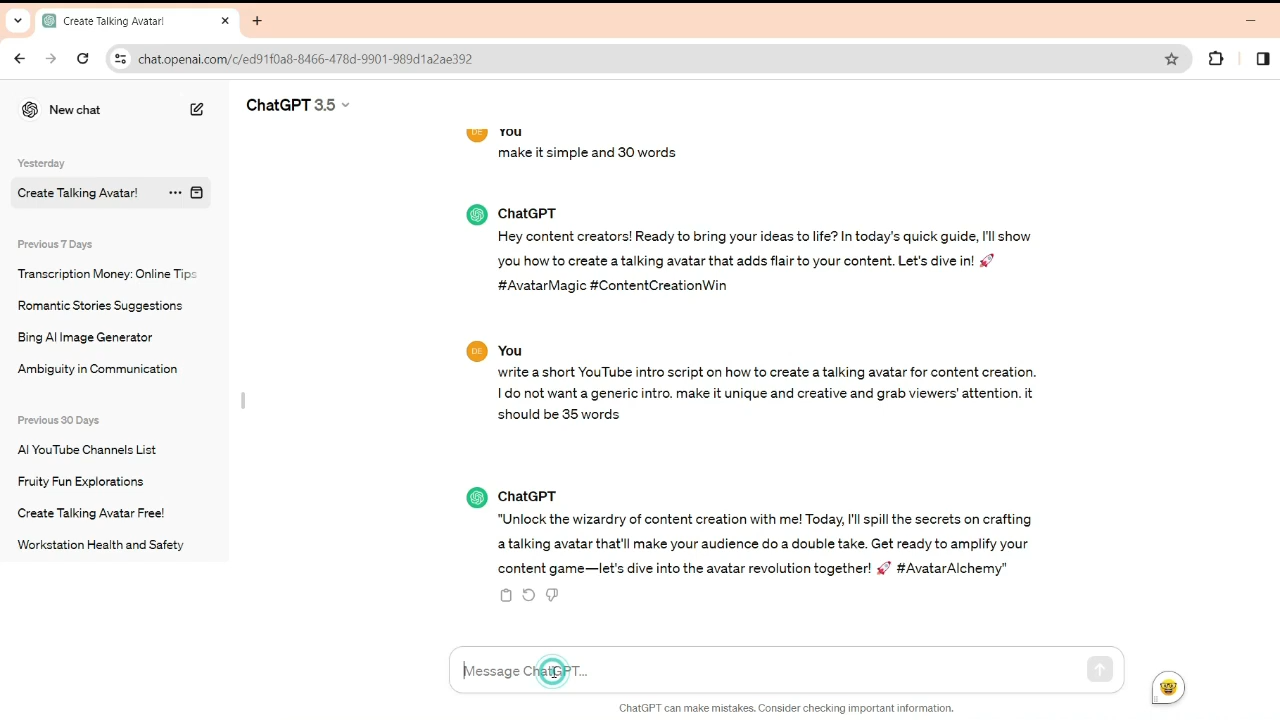 Create Talking Avatar!
chat.openai.com/c/ed91f0a8-8466-478d-9901-989d1a2ae392
New chat
ChatGPT 3.5
Yesterday
Create Talking Avatar!
Previous 7 Days
Transcription Money: Online Tips
Romantic Stories Suggestions
Bing AI Image Generator
Ambiguity in Communication
Previous 30 Days
AI YouTube Channels List
Fruity Fun Explorations
Create Talking Avatar Free!
Workstation Health and Safety
DE
You
make it simple and 30 words
ChatGPT
Hey content creators! Ready to bring your ideas to life? In today's quick guide, I'll show
you how to create a talking avatar that adds flair to your content. Let's dive in! 🚀
#AvatarMagic #ContentCreationWin
DE
You
write a short YouTube intro script on how to create a talking avatar for content creation.
I do not want a generic intro. make it unique and creative and grab viewers' attention. it
should be 35 words
ChatGPT
"Unlock the wizardry of content creation with me! Today, I'll spill the secrets on crafting
a talking avatar that'll make your audience do a double take. Get ready to amplify your
content game—let's dive into the avatar revolution together! 🚀 #AvatarAlchemy"
Message ChatGPT...
ChatGPT can make mistakes. Consider checking important information.